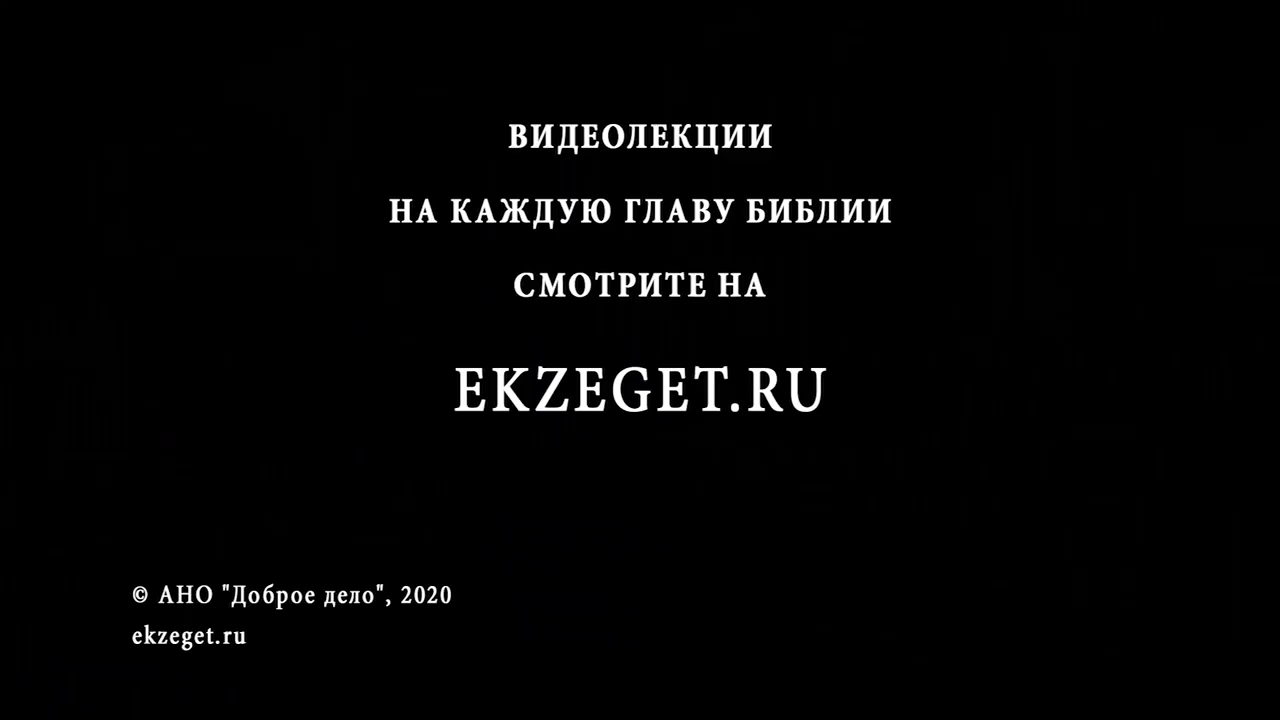 ВИДЕОЛЕКЦИИ
НА КАЖДУЮ ГЛАВУ БИБЛИИ
СМОТРИТЕ НА
EKZEGET.RU
© АНО "Доброе дело", 2020
ekzeget.ru